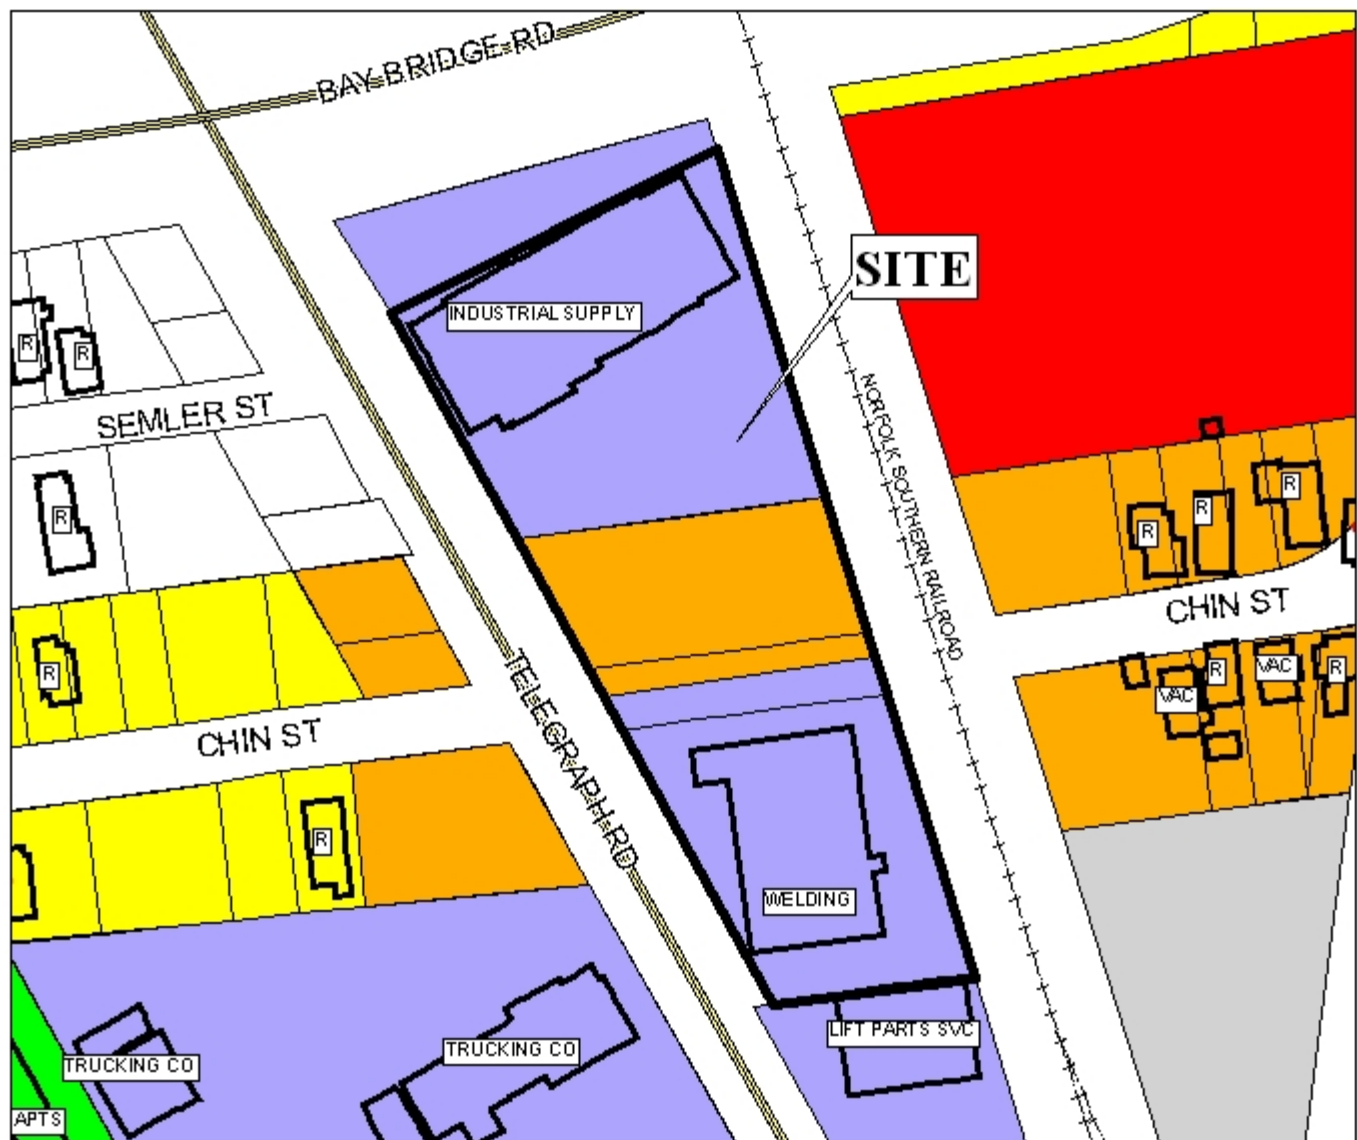 BAY BRIDGE RD
SITE
INDUSTRIAL SUPPLY
R
R
SEMLER ST
NORFOLK SOUTHERN RAILROAD
R
R
R
R
CHIN ST
R
TELEGRAPH RD
CHIN ST
R
VAC
R
VAC
R
R
WELDING
LIFT PARTS SVC
TRUCKING CO
TRUCKING CO
APTS